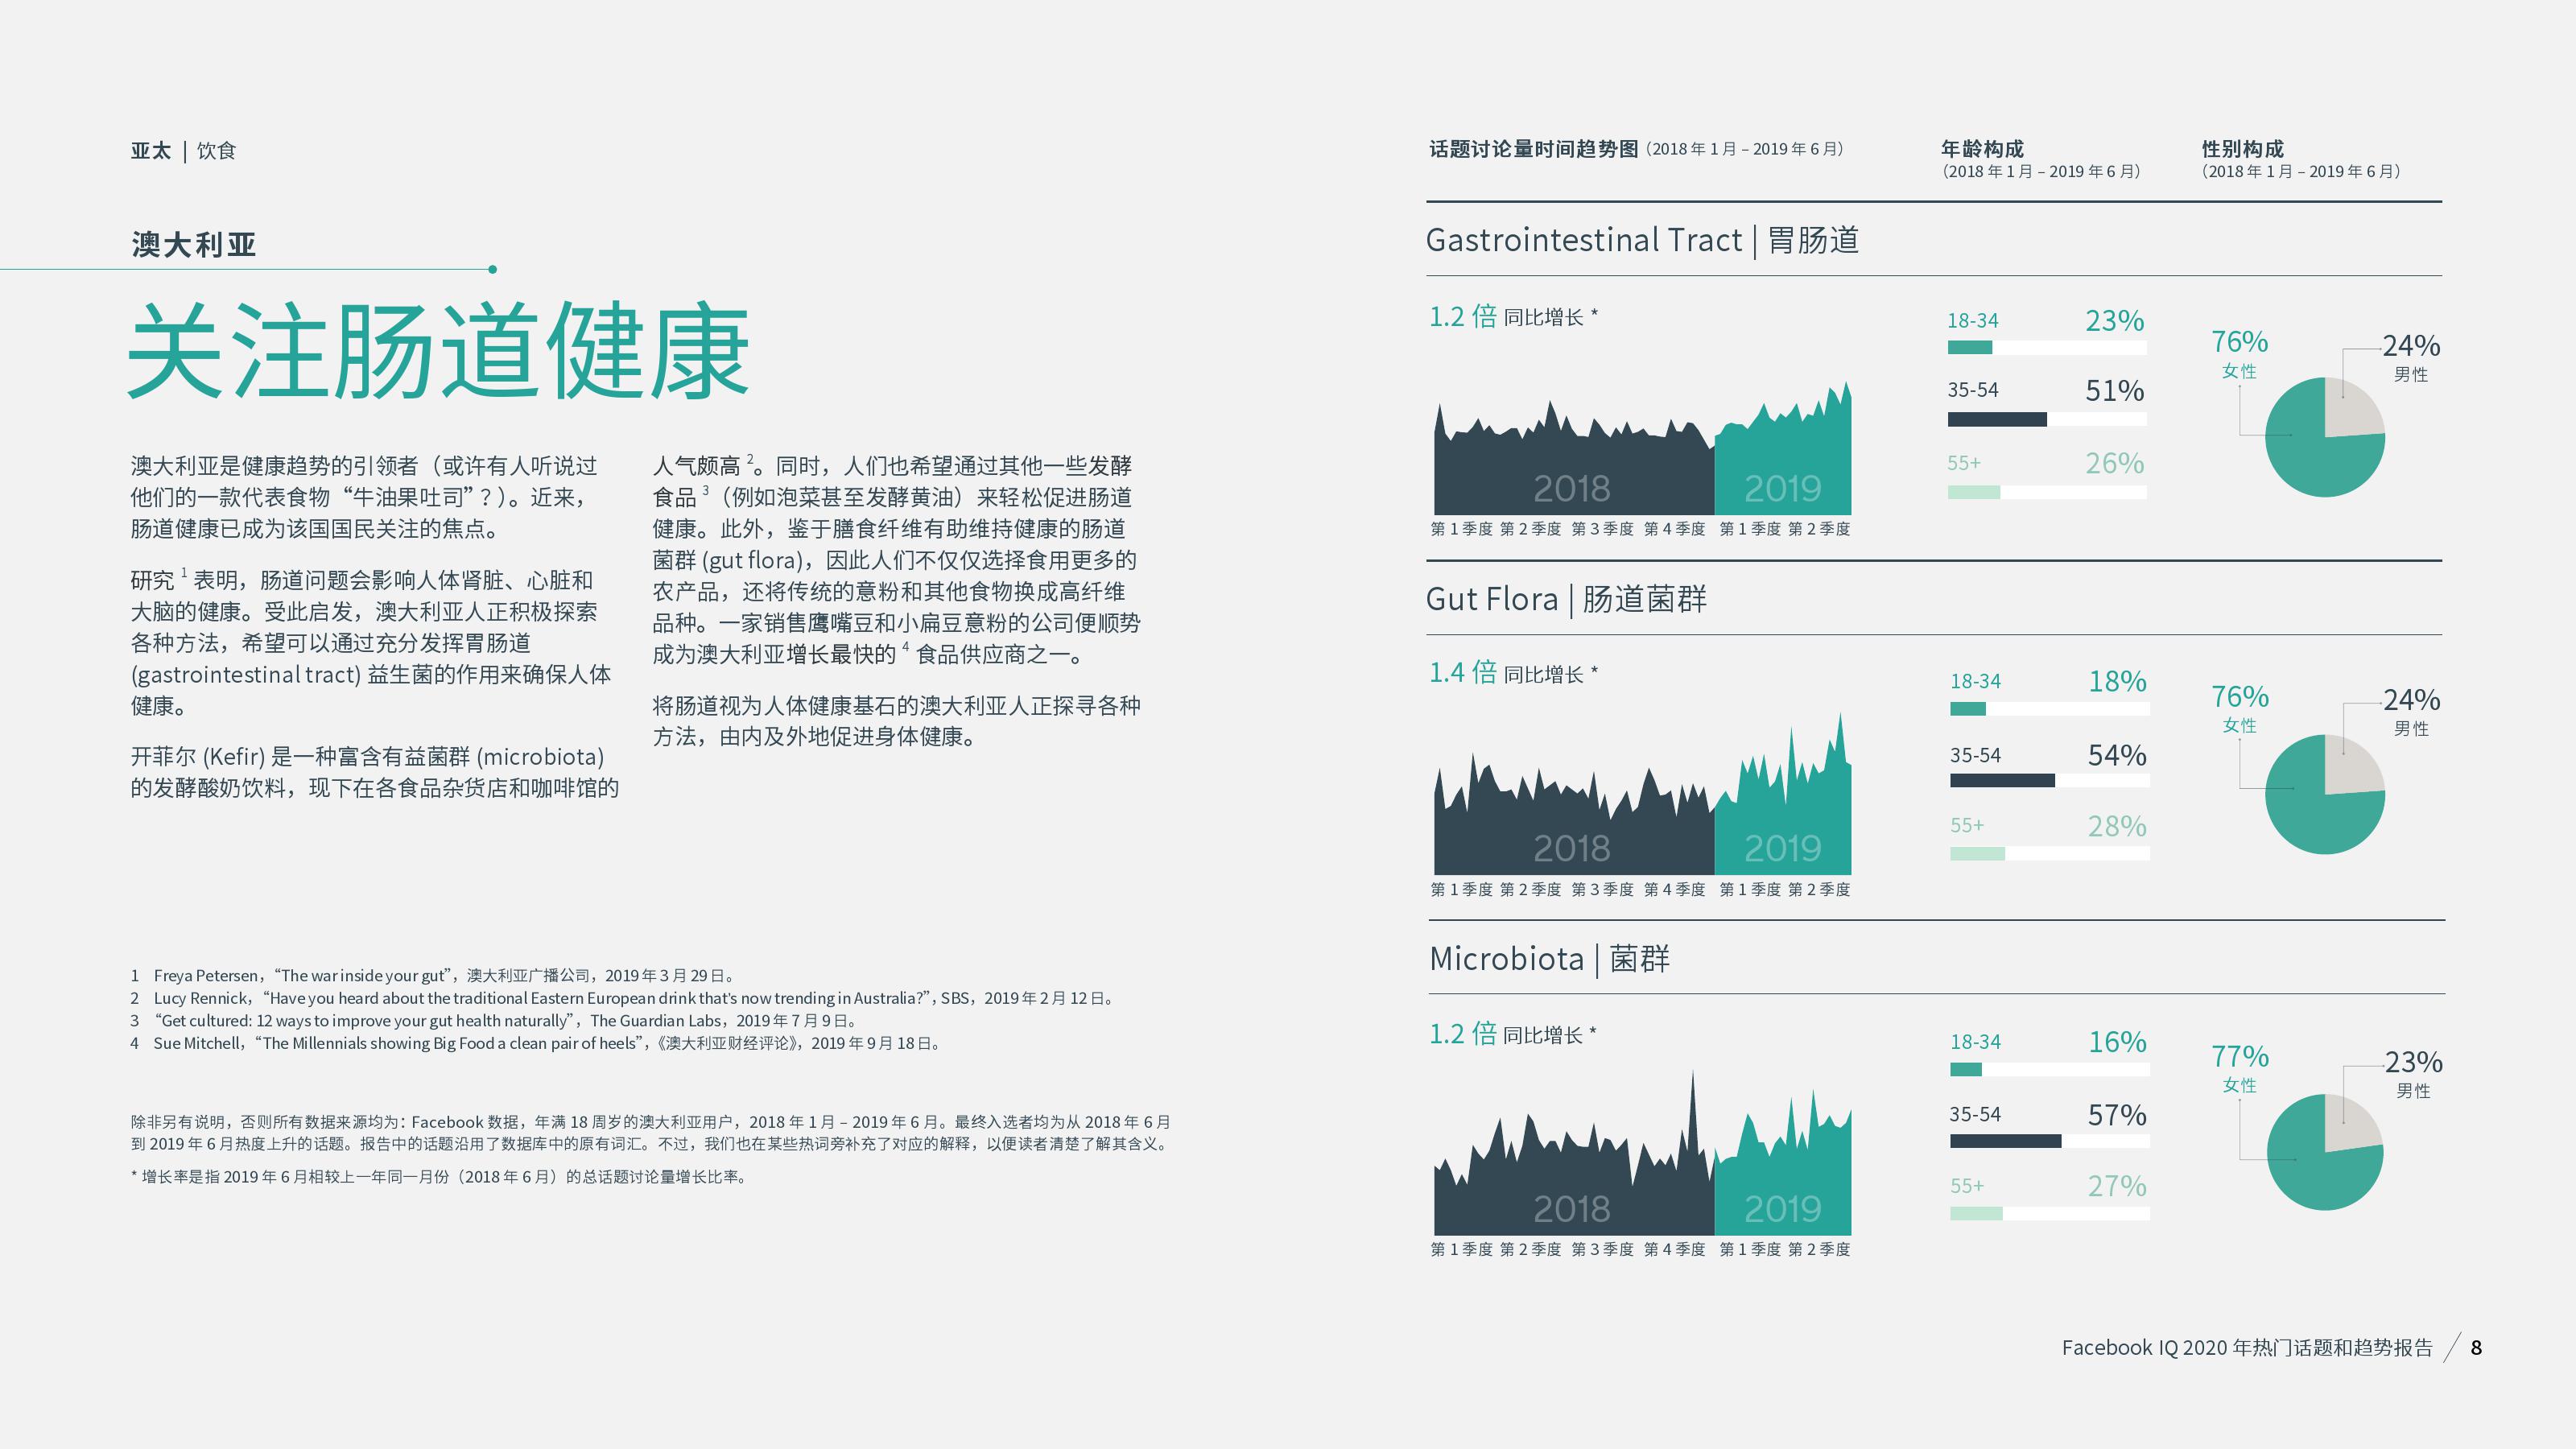 亚太 | 饮食
澳大利亚
关注肠道健康
澳大利亚是健康趋势的引领者（或许有人听说过
他们的一款代表食物“牛油果吐司”？）。近来，
肠道健康已成为该国国民关注的焦点。
研究 1 表明，肠道问题会影响人体肾脏、心脏和
大脑的健康。受此启发，澳大利亚人正积极探索
各种方法，希望可以通过充分发挥胃肠道
(gastrointestinal tract) 益生菌的作用来确保人体
健康。
开菲尔 (Kefir) 是一种富含有益菌群 (microbiota)
的发酵酸奶饮料，现下在各食品杂货店和咖啡馆的
人气颇高 2。同时，人们也希望通过其他一些发酵
食品 3（例如泡菜甚至发酵黄油）来轻松促进肠道
健康。此外，鉴于膳食纤维有助维持健康的肠道
菌群 (gut flora)，因此人们不仅仅选择食用更多的
农产品，还将传统的意粉和其他食物换成高纤维
品种。一家销售鹰嘴豆和小扁豆意粉的公司便顺势
成为澳大利亚增长最快的 4 食品供应商之一。
将肠道视为人体健康基石的澳大利亚人正探寻各种
方法，由内及外地促进身体健康。
1 Freya Petersen，“The war inside your gut”，澳大利亚广播公司，2019 年 3 月 29 日。
2 Lucy Rennick，“Have you heard about the traditional Eastern European drink that's now trending in Australia?”，SBS，2019 年 2 月 12 日。
3 “Get cultured: 12 ways to improve your gut health naturally”，The Guardian Labs，2019 年 7 月 9 日。
4 Sue Mitchell，“The Millennials showing Big Food a clean pair of heels”，《澳大利亚财经评论》，2019 年 9 月 18 日。
除非另有说明，否则所有数据来源均为：Facebook 数据，年满 18 周岁的澳大利亚用户，2018 年 1 月 – 2019 年 6 月。最终入选者均为从 2018 年 6 月
到 2019 年 6 月热度上升的话题。报告中的话题沿用了数据库中的原有词汇。不过，我们也在某些热词旁补充了对应的解释，以便读者清楚了解其含义。
* 增长率是指 2019 年 6 月相较上一年同一月份（2018 年 6 月）的总话题讨论量增长比率。
话题讨论量时间趋势图（2018 年 1 月 – 2019 年 6 月）
年龄构成
（2018 年 1 月 – 2019 年 6 月）
性别构成
（2018 年 1 月 – 2019 年 6 月）
Gastrointestinal Tract | 胃肠道
1.2 倍 同比增长 *
2018 2019
第 1 季度 第 2 季度 第 3 季度 第 4 季度 第 1 季度 第 2 季度
18-34 23%
35-54 51%
55+ 26%
76%
女性
24%
男性
Gut Flora | 肠道菌群
1.4 倍 同比增长 *
2018 2019
第 1 季度 第 2 季度 第 3 季度 第 4 季度 第 1 季度 第 2 季度
18-34 18%
35-54 54%
55+ 28%
76%
女性
24%
男性
Microbiota | 菌群
1.2 倍 同比增长 *
2018 2019
第 1 季度 第 2 季度 第 3 季度 第 4 季度 第 1 季度 第 2 季度
18-34 16%
35-54 57%
55+ 27%
77%
女性
23%
男性
Facebook IQ 2020 年热门话题和趋势报告 / 8